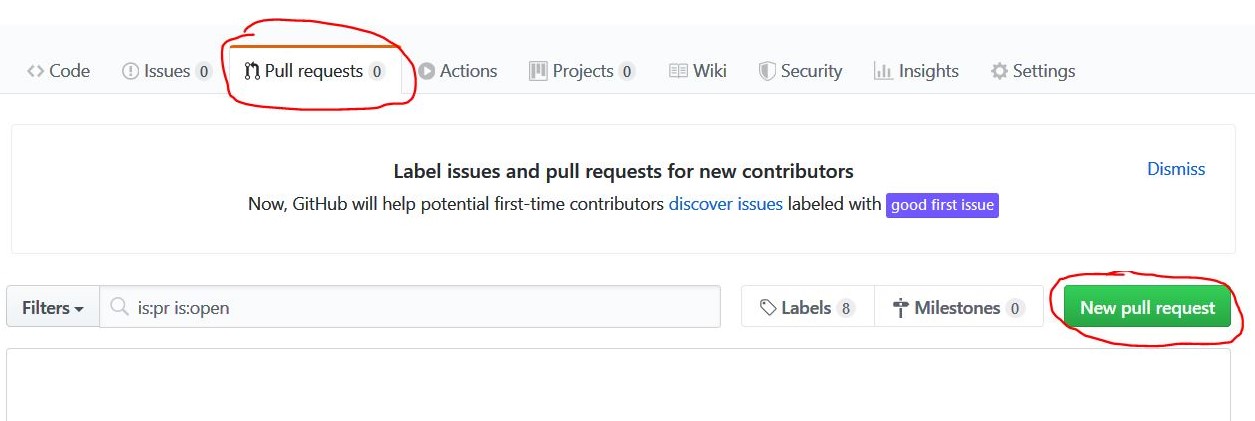 Code Issues 0 Pull requests 0 Actions Projects 0 Wiki Security Insights Settings
Label issues and pull requests for new contributors
Dismiss
Now, GitHub will help potential first-time contributors discover issues labeled with good first issue
Filters is:pr is:open Labels 8 Milestones 0 New pull request